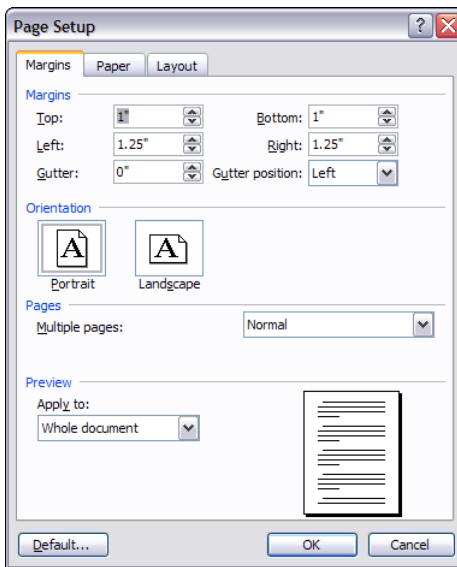 Page Setup ?
Margins Paper Layout
Margins
Top: 1" Bottom: 1"
Left: 1.25" Right: 1.25"
Gutter: 0" Gutter position: Left
Orientation
A A
Portrait Landscape
Pages
Multiple pages: Normal
Preview
Apply to:
Whole document
Default... OK Cancel